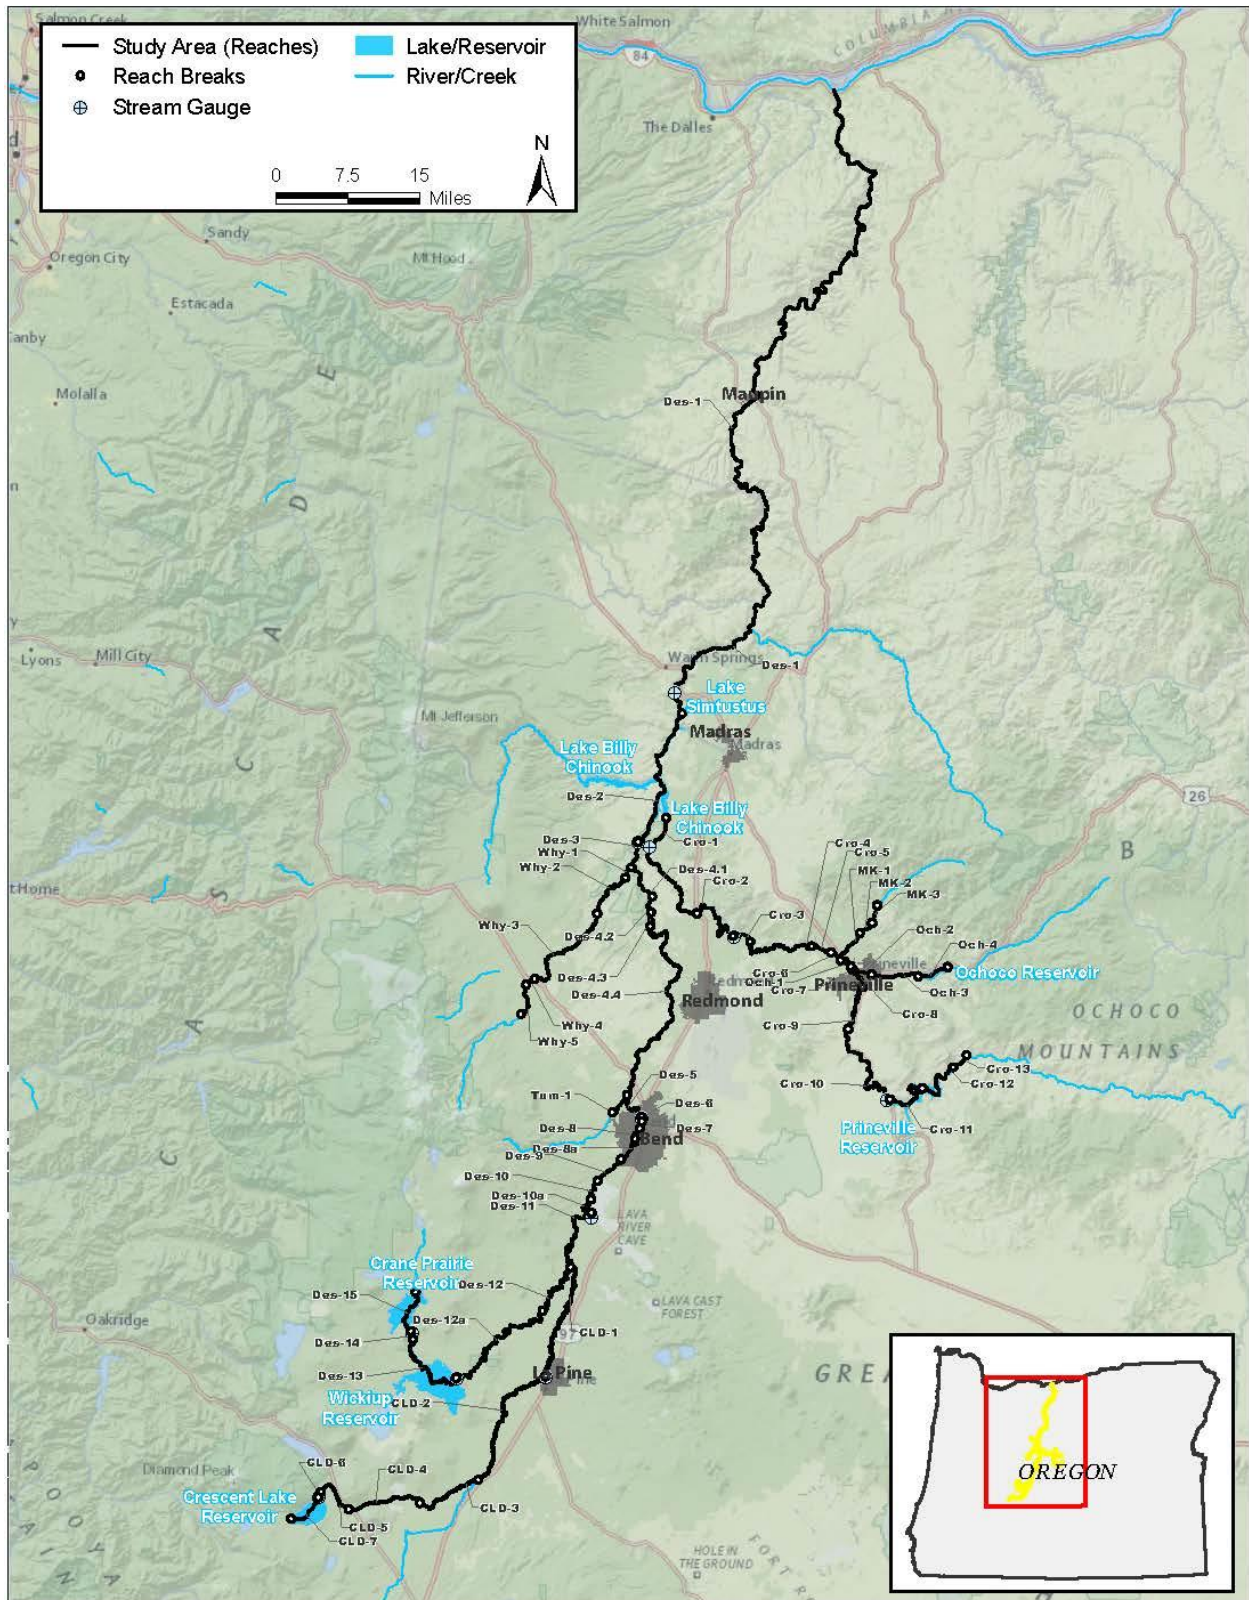 Salmon Creek
White Salmon
COLUMBIA
84
Study Area (Reaches)
Lake/Reservoir
Reach Breaks
River/Creek
Stream Gauge
N
0 7.5 15
Miles
The Dalles
Sandy
Oregon City
Mt Hood
Estacada
Canby
Molalla
CASCADE
Maupin
Des-1
Lyons
Mill City
Warm Springs
Des-1
Lake
Simtustus
Mt Jefferson
Madras
Madras
Lake Billy
Chinook
Des-2
Lake Billy
Chinook
26
Des-3
Cro-1
Cro-4
Why-1
Cro-5
Why-2
Des-4.1
MK-1
B
Cro-2
MK-2
MK-3
Why-3
Cro-3
Des-4.2
Och-2
Och-4
Cro-6
Prineville
Des-4.3
Och-1
Ochoco Reservoir
Des-4.4
Redmond
Redmond
Cro-7
Prineville
Och-3
Why-4
Cro-8
OCHOCO
Why-5
Cro-9
MOUNTAINS
Cro-13
Des-5
Cro-12
Tum-1
Des-6
Cro-10
Des-8
Des-7
Prineville
Reservoir
Cro-11
Des-8a
Bend
Des-9
Des-10
Des-10a
Des-11
LAVA
RIVER
CAVE
Crane Prairie
Reservoir
Des-12
Des-15
LAVA CAST
FOREST
Des-12a
Oakridge
Des-14
97
CLD-1
Des-13
La Pine
GREA
Wickiup
Reservoir
CLD-2
CLD-6
CLD-4
Diamond Peak
Crescent Lake
Reservoir
CLD-3
CLD-5
CLD-7
HOLE IN
THE GROUND
FORT RO
OREGON